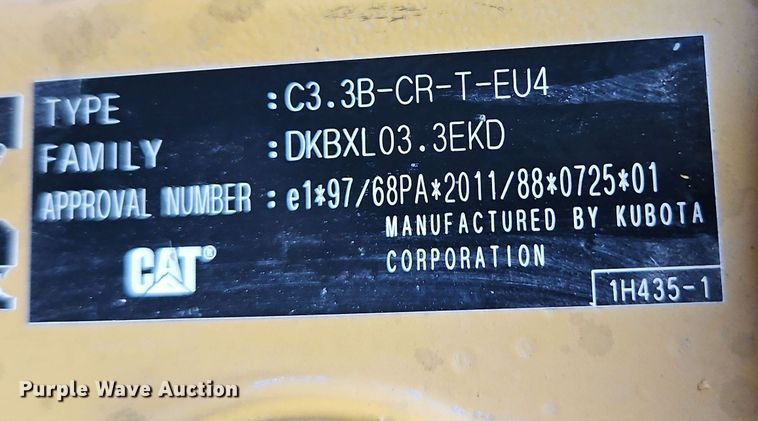 TYPE :C3.3B-CR-T-EU4
FAMILY :DKBXL03.3EKD
APPROVAL NUMBER :e1*97/68PA*2011/88*0725*01
MANUFACTURED BY KUBOTA
CORPORATION
CAT®
1H435-1
Purple Wave Auction